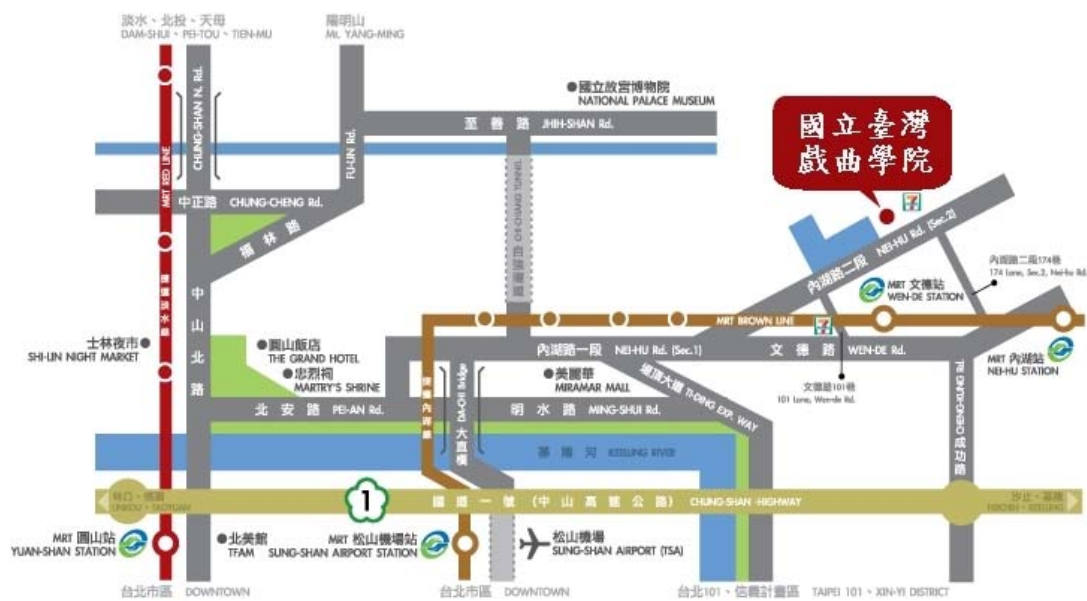 淡水、北投、天母
DAM-SHUI、PEI-TOU、TIEN-MU
陽明山
Mt. YANG-MING
CHUNG-SHAN N. Rd.
MRT RED LINE
FU-LIN Rd.
國立故宮博物院
NATIONAL PALACE MUSEUM
至善路 JHIH-SHAN Rd.
國立臺灣
戲曲學院
中正路 CHUNG-CHENG Rd.
福林路
內湖路二段 NEI-HU Rd. (Sec.2)
內湖路二段174巷
174 Lane, Sec.2, Nei-hu Rd.
MRT 文德站
WEN-DE STATION
MRT BROWN LINE
中山北路
士林夜市
SHI-LIN NIGHT MARKET
圓山飯店
THE GRAND HOTEL
忠烈祠
MARTRY'S SHRINE
內湖路一段 NEI-HU Rd. (Sec.1)
文德路 WEN-DE Rd.
MRT 內湖站
NEI-HU STATION
美麗華
MIRAMAR MALL
堤頂大道 TI-DING EXP. WAY
文德路101巷
101 Lane, Wen-de Rd.
北安路 PEI-AN Rd.
DA-CHI Bridge
大直橋
明水路 MING-SHUI Rd.
CHENG-KUNG Rd.
成功路
基隆河 KEELUNG RIVER
1
國道一號 (中山高速公路) CHUNG-SHAN -HIGHWAY
MRT 圓山站
YUAN-SHAN STATION
北美館
TFAM
MRT 松山機場站
SUNG-SHAN AIRPORT STATION
松山機場
SUNG-SHAN AIRPORT (TSA)
台北市區 DOWNTOWN
台北市區 DOWNTOWN
台北101、信義計畫區 TAIPEI 101、XIN-YI DISTRICT